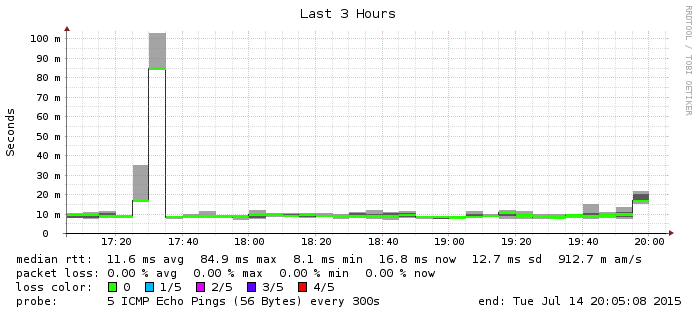 Last 3 Hours
RRDTOOL / TOBI OETIKER
Seconds
100 m
90 m
80 m
70 m
60 m
50 m
40 m
30 m
20 m
10 m
0
17:20 17:40 18:00 18:20 18:40 19:00 19:20 19:40 20:00
median rtt: 11.6 ms avg 84.9 ms max 8.1 ms min 16.8 ms now 12.7 ms sd 912.7 m am/s
packet loss: 0.00 % avg 0.00 % max 0.00 % min 0.00 % now
loss color: 0 1/5 2/5 3/5 4/5
probe: 5 ICMP Echo Pings (56 Bytes) every 300s end: Tue Jul 14 20:05:08 2015